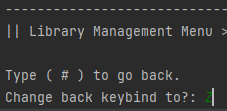 -----------------------------------
|| Library Management Menu >
Type ( # ) to go back.
Change back keybind to?: Z